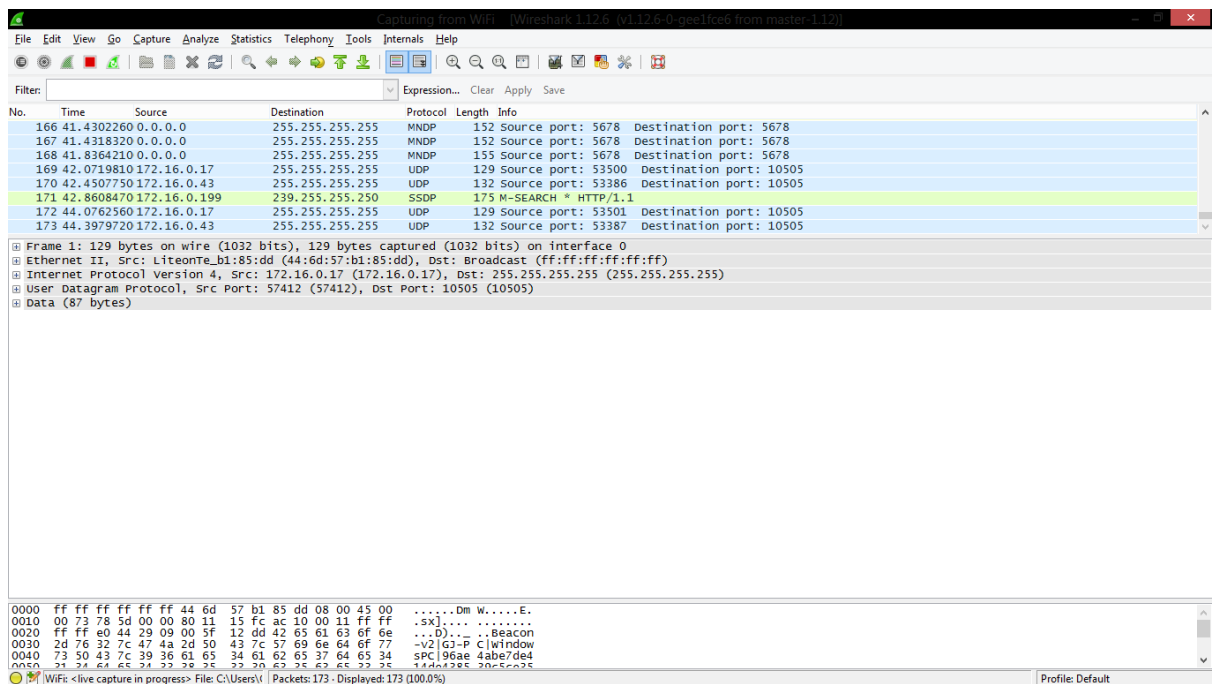 Capturing from WiFi [Wireshark 1.12.6 (v1.12.6-0-gee1fce6 from master-1.12)]
File Edit View Go Capture Analyze Statistics Telephony Tools Internals Help
Filter: Expression... Clear Apply Save
No. Time Source Destination Protocol Length Info
166 41.4302260 0.0.0.0 255.255.255.255 MNDP 152 Source port: 5678 Destination port: 5678
167 41.4318320 0.0.0.0 255.255.255.255 MNDP 152 Source port: 5678 Destination port: 5678
168 41.8364210 0.0.0.0 255.255.255.255 MNDP 155 Source port: 5678 Destination port: 5678
169 42.0719810 172.16.0.17 255.255.255.255 UDP 129 Source port: 53500 Destination port: 10505
170 42.4507750 172.16.0.43 255.255.255.255 UDP 132 Source port: 53386 Destination port: 10505
171 42.8608470 172.16.0.199 239.255.255.250 SSDP 175 M-SEARCH * HTTP/1.1
172 44.0762560 172.16.0.17 255.255.255.255 UDP 129 Source port: 53501 Destination port: 10505
173 44.3979720 172.16.0.43 255.255.255.255 UDP 132 Source port: 53387 Destination port: 10505
Frame 1: 129 bytes on wire (1032 bits), 129 bytes captured (1032 bits) on interface 0
Ethernet II, Src: LiteonTe_b1:85:dd (44:6d:57:b1:85:dd), Dst: Broadcast (ff:ff:ff:ff:ff:ff)
Internet Protocol Version 4, Src: 172.16.0.17 (172.16.0.17), Dst: 255.255.255.255 (255.255.255.255)
User Datagram Protocol, Src Port: 57412 (57412), Dst Port: 10505 (10505)
Data (87 bytes)
0000 ff ff ff ff ff ff 44 6d 57 b1 85 dd 08 00 45 00 ......Dm W.....E.
0010 00 73 78 5d 00 00 80 11 15 fc ac 10 00 11 ff ff .sx].... ........
0020 ff ff e0 44 29 09 00 5f 12 dd 42 65 61 63 6f 6e ...D).._ ..Beacon
0030 2d 76 32 7c 47 4a 2d 50 43 7c 57 69 6e 64 6f 77 -v2|GJ-P C|Window
0040 73 50 43 7c 39 36 61 65 34 61 62 65 37 64 65 34 sPC|96ae 4abe7de4
0050
WiFi: <live capture in progress> File: C:\Users\( Packets: 173 · Displayed: 173 (100.0%) Profile: Default